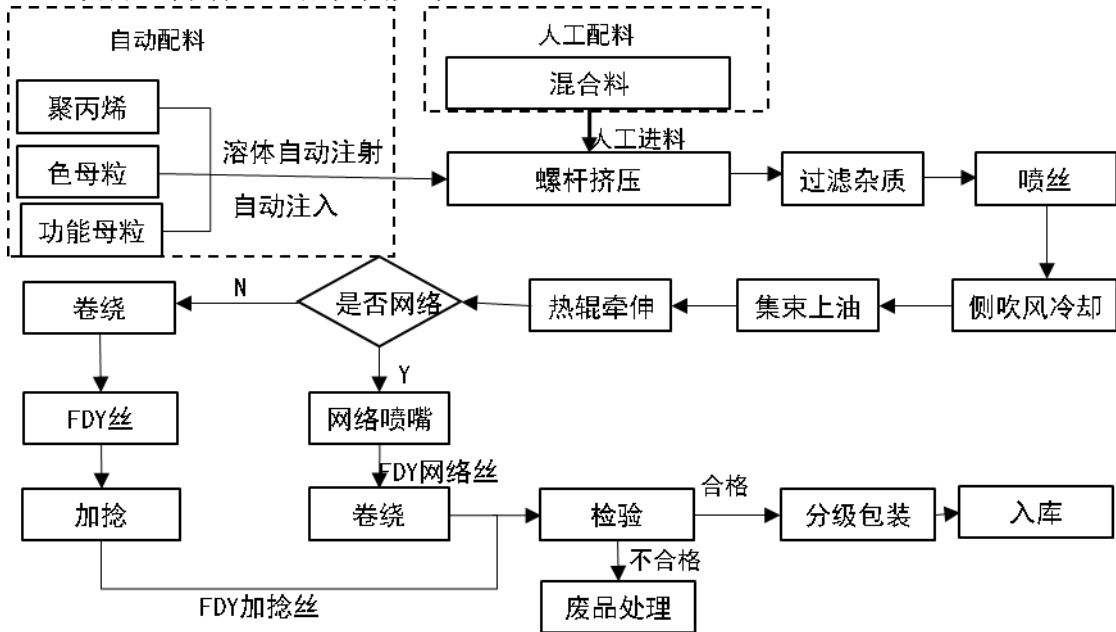 自动配料
人工配料
混合料
聚丙烯
人工进料
溶体自动注射
色母粒
螺杆挤压
过滤杂质
喷丝
自动注入
功能母粒
N
卷绕
是否网络
热辊牵伸
集束上油
侧吹风冷却
Y
FDY丝
网络喷嘴
FDY网络丝
加捻
卷绕
检验
合格
分级包装
入库
不合格
FDY加捻丝
废品处理